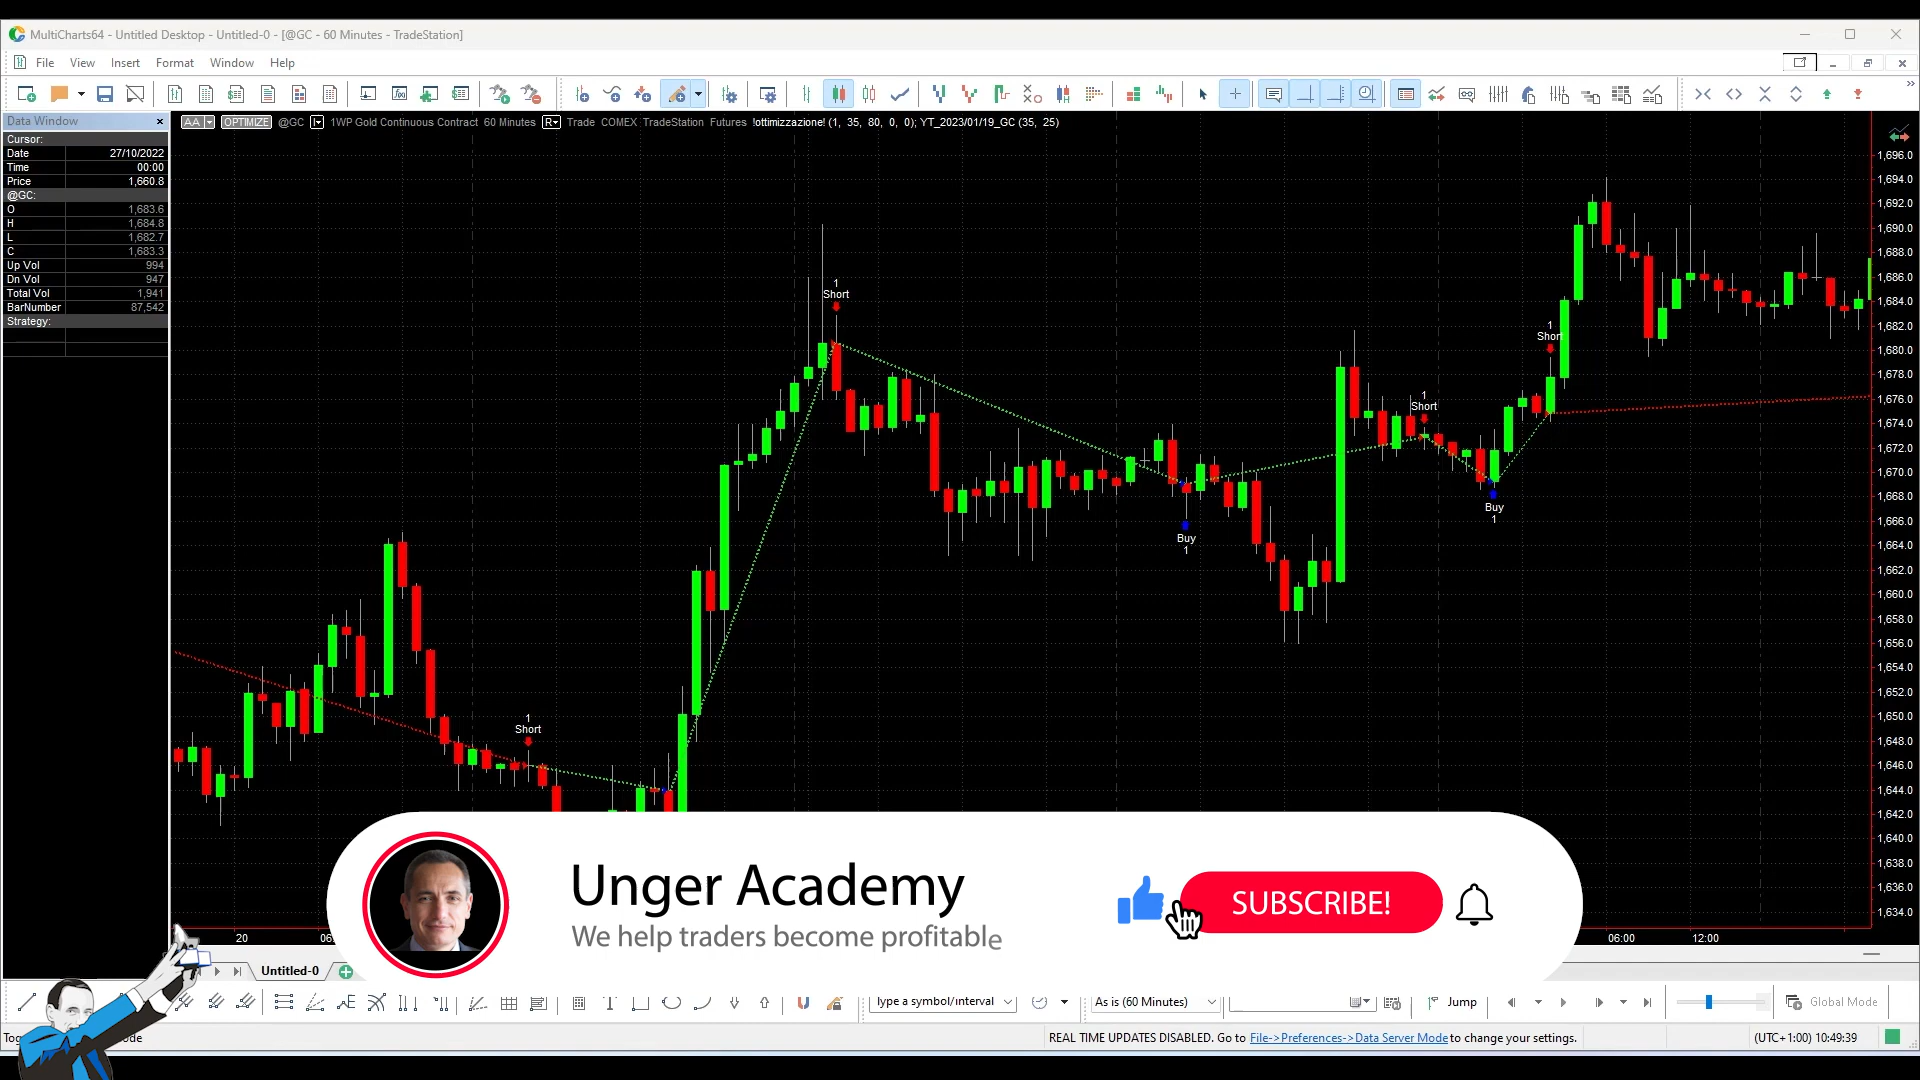 MultiCharts64 - Untitled Desktop - Untitled-0 - [@GC - 60 Minutes - TradeStation]
File View Insert Format Window Help
Data Window
AA OPTIMIZE @GC 1WP Gold Continuous Contract 60 Minutes R Trade COMEX TradeStation Futures !ottimizzazione! (1, 35, 80, 0, 0); YT_2023/01/19_GC (35, 25)
Cursor:
Date 27/10/2022
Time 00:00
Price 1,660.8
@GC:
O 1,683.6
H 1,684.8
L 1,682.7
C 1,683.3
Up Vol 994
Dn Vol 947
Total Vol 1,941
BarNumber 87,542
Strategy:
1,696.0
1,694.0
1,692.0
1,690.0
1,688.0
1,686.0
1,684.0
1,682.0
1,680.0
1,678.0
1,676.0
1,674.0
1,672.0
1,670.0
1,668.0
1,666.0
1,664.0
1,662.0
1,660.0
1,658.0
1,656.0
1,654.0
1,652.0
1,650.0
1,648.0
1,646.0
1,644.0
1,642.0
1,640.0
1,638.0
1,636.0
1,634.0
1
Short
1
Short
1
Short
1
Short
Buy
1
Buy
1
Unger Academy
We help traders become profitable
SUBSCRIBE!
20 06:00 12:00
Untitled-0
Type a symbol/interval
As is (60 Minutes)
Jump
Global Mode
REAL TIME UPDATES DISABLED. Go to File->Preferences->Data Server Mode to change your settings.
(UTC+1:00) 10:49:39